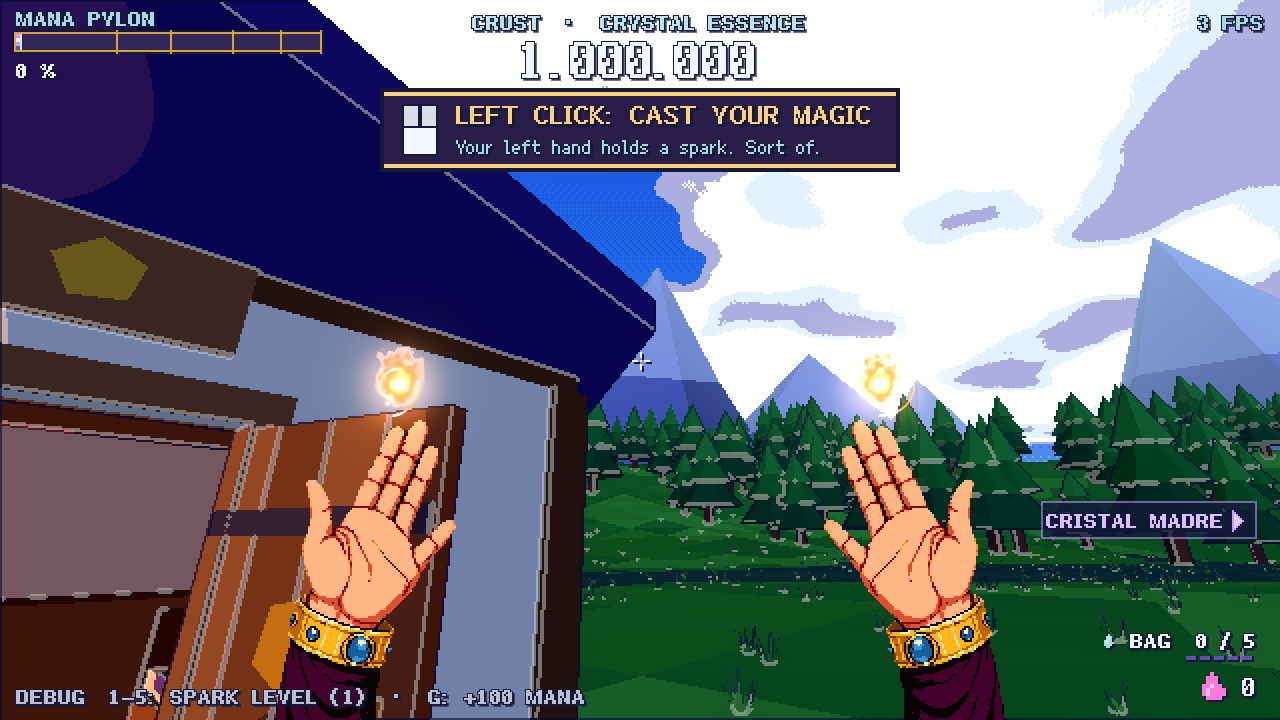 MANA PYLON
0 %
CRUST · CRYSTAL ESSENCE
1.000.000
3 FPS
LEFT CLICK: CAST YOUR MAGIC
Your left hand holds a spark. Sort of.
CRISTAL MADRE
BAG 0 / 5
0
DEBUG 1-5: SPARK LEVEL (1) · G: +100 MANA